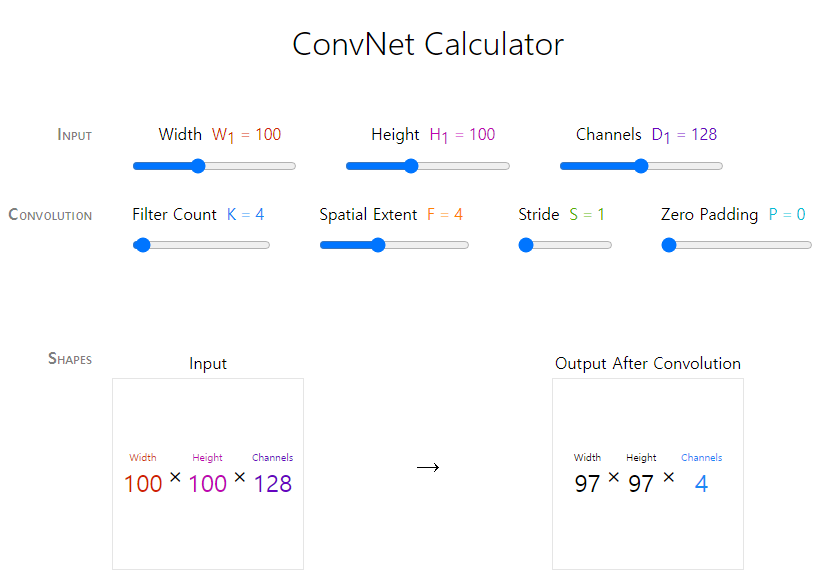 ConvNet Calculator
Input Width W1 = 100 Height H1 = 100 Channels D1 = 128
Convolution Filter Count K = 4 Spatial Extent F = 4 Stride S = 1 Zero Padding P = 0
Shapes
Input Output After Convolution
Width Height Channels Width Height Channels
100 × 100 × 128 → 97 × 97 × 4